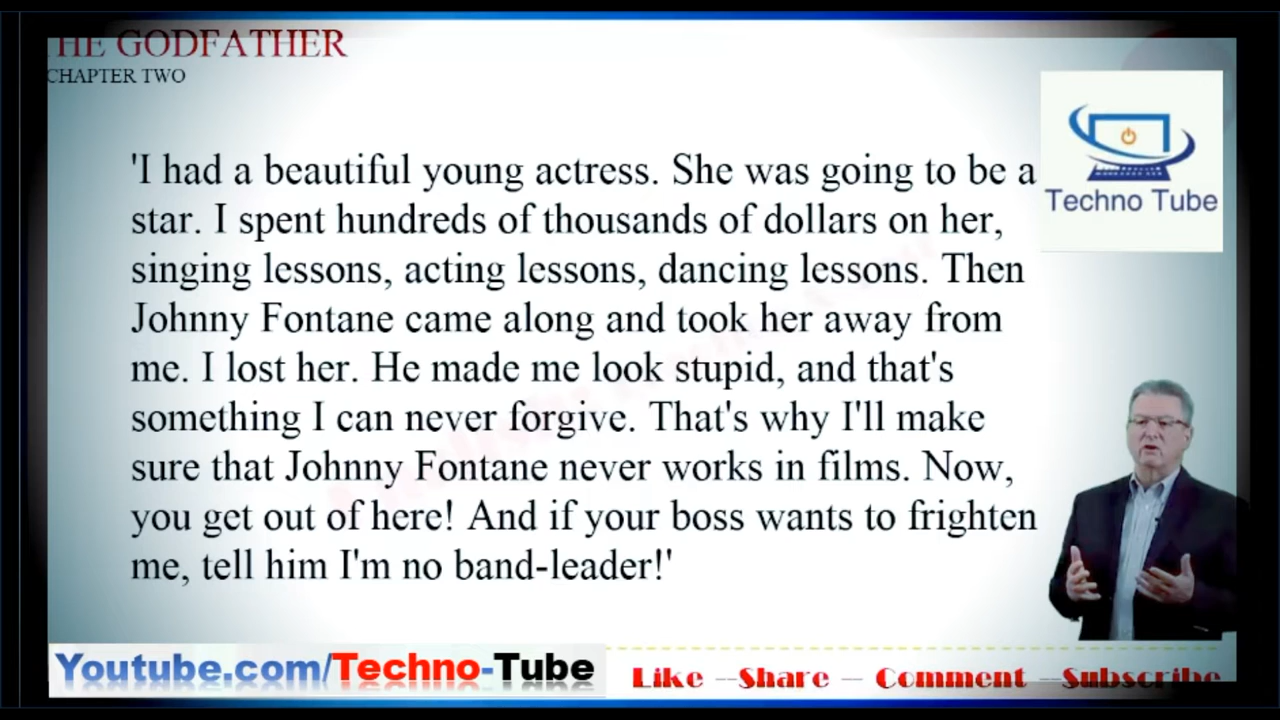 THE GODFATHER
CHAPTER TWO
'I had a beautiful young actress. She was going to be a
star. I spent hundreds of thousands of dollars on her,
singing lessons, acting lessons, dancing lessons. Then
Johnny Fontane came along and took her away from
me. I lost her. He made me look stupid, and that's
something I can never forgive. That's why I'll make
sure that Johnny Fontane never works in films. Now,
you get out of here! And if your boss wants to frighten
me, tell him I'm no band-leader!'
Techno Tube
Youtube.com/Techno-Tube
Like --Share -- Comment --Subscribe